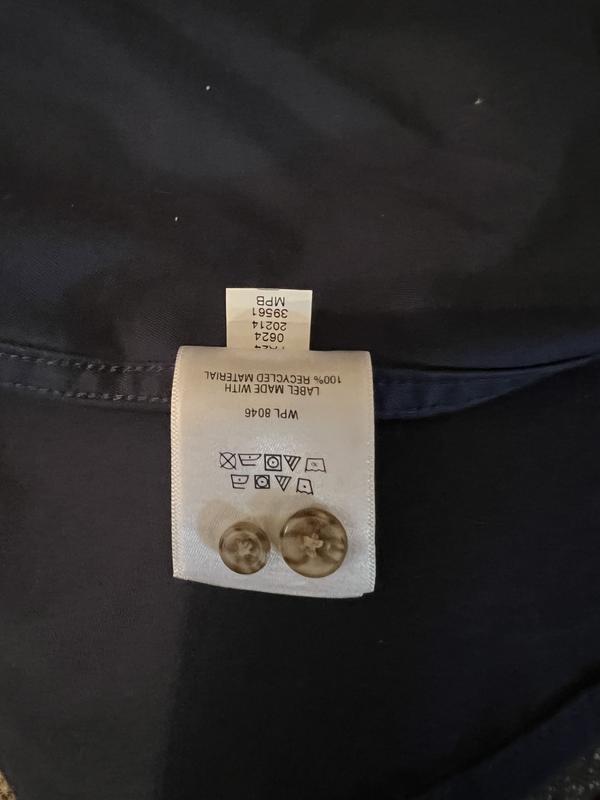 WPL 8046
LABEL MADE WITH
100% RECYCLED MATERIAL
0624
20214
39561
MPB